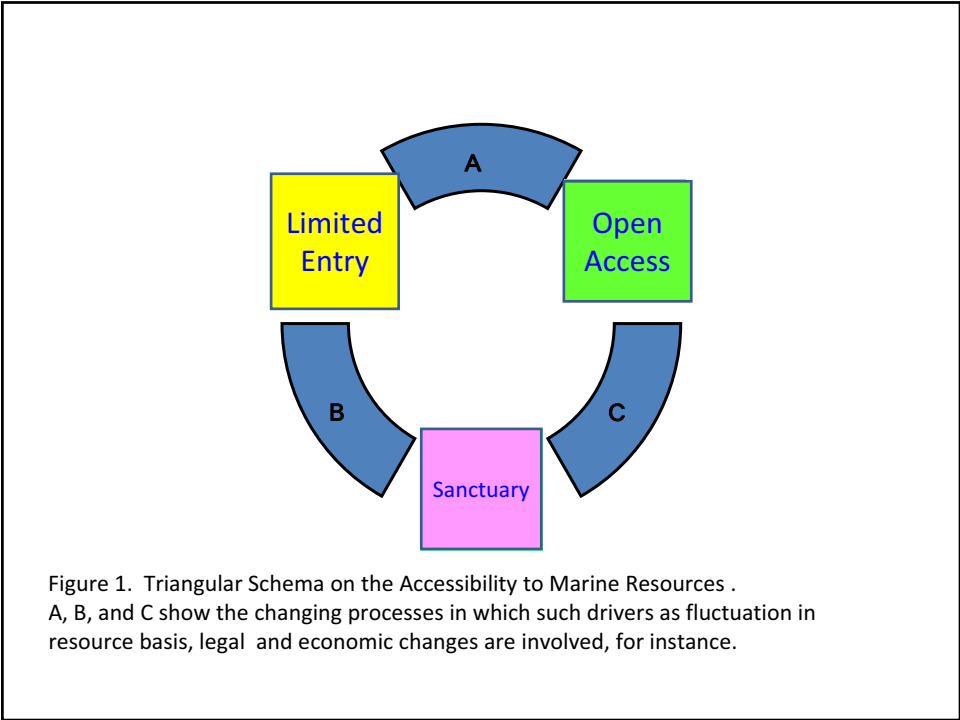 A
Limited
Entry
Open
Access
B
C
Sanctuary
Figure 1.  Triangular Schema on the Accessibility to Marine Resources .
A, B, and C show the changing processes in which such drivers as fluctuation in
resource basis, legal  and economic changes are involved, for instance.